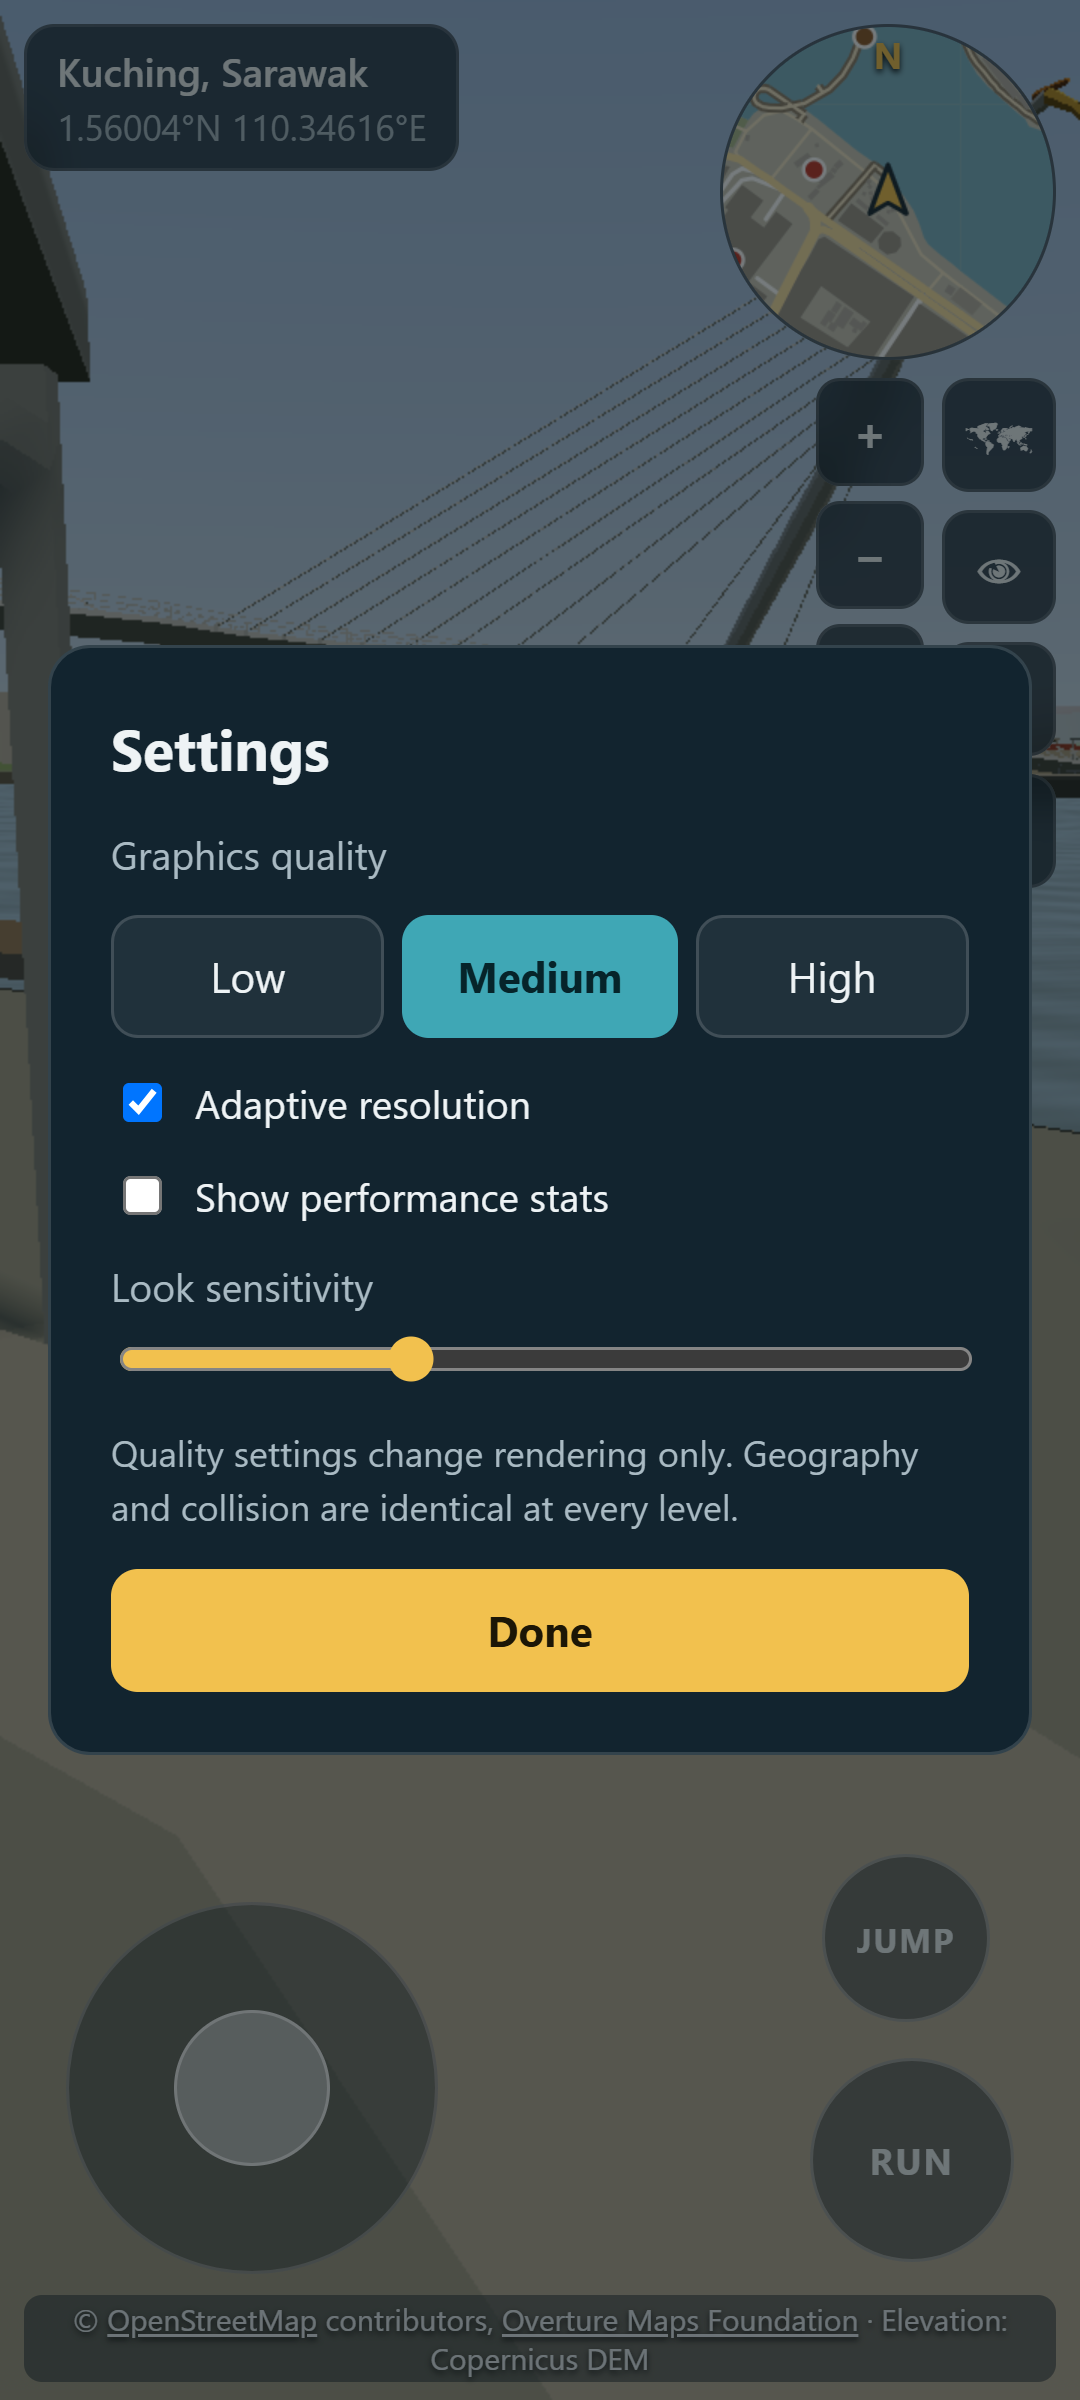 Kuching, Sarawak
1.56004°N 110.34616°E
N
+
−
Settings
Graphics quality
Low
Medium
High
Adaptive resolution
Show performance stats
Look sensitivity
Quality settings change rendering only. Geography
and collision are identical at every level.
Done
JUMP
RUN
© OpenStreetMap contributors, Overture Maps Foundation · Elevation:
Copernicus DEM